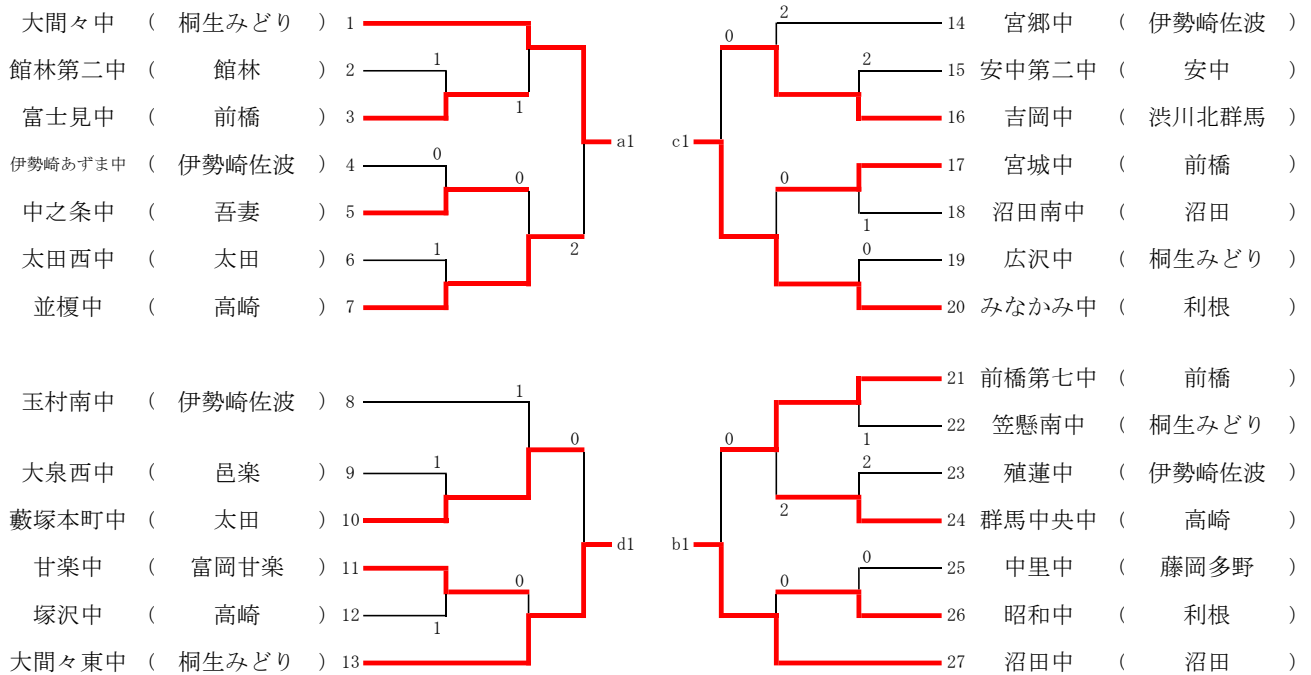 大間々中 ( 桐生みどり ) 1
館林第二中 ( 館林 ) 2 1
富士見中 ( 前橋 ) 3 1
a1
伊勢崎あずま中 ( 伊勢崎佐波 ) 4 0 0
中之条中 ( 吾妻 ) 5
太田西中 ( 太田 ) 6 1 2
並榎中 ( 高崎 ) 7
2 14 宮郷中 ( 伊勢崎佐波 )
0
2 15 安中第二中 ( 安中 )
16 吉岡中 ( 渋川北群馬 )
c1
0 17 宮城中 ( 前橋 )
18 沼田南中 ( 沼田 )
1
0 19 広沢中 ( 桐生みどり )
20 みなかみ中 ( 利根 )
玉村南中 ( 伊勢崎佐波 ) 8 1
0
大泉西中 ( 邑楽 ) 9 1
藪塚本町中 ( 太田 ) 10
d1
甘楽中 ( 富岡甘楽 ) 11 0
塚沢中 ( 高崎 ) 12
1
大間々東中 ( 桐生みどり ) 13
21 前橋第七中 ( 前橋 )
22 笠懸南中 ( 桐生みどり )
0 1
2 23 殖蓮中 ( 伊勢崎佐波 )
2 24 群馬中央中 ( 高崎 )
b1
0 0 25 中里中 ( 藤岡多野 )
26 昭和中 ( 利根 )
27 沼田中 ( 沼田 )